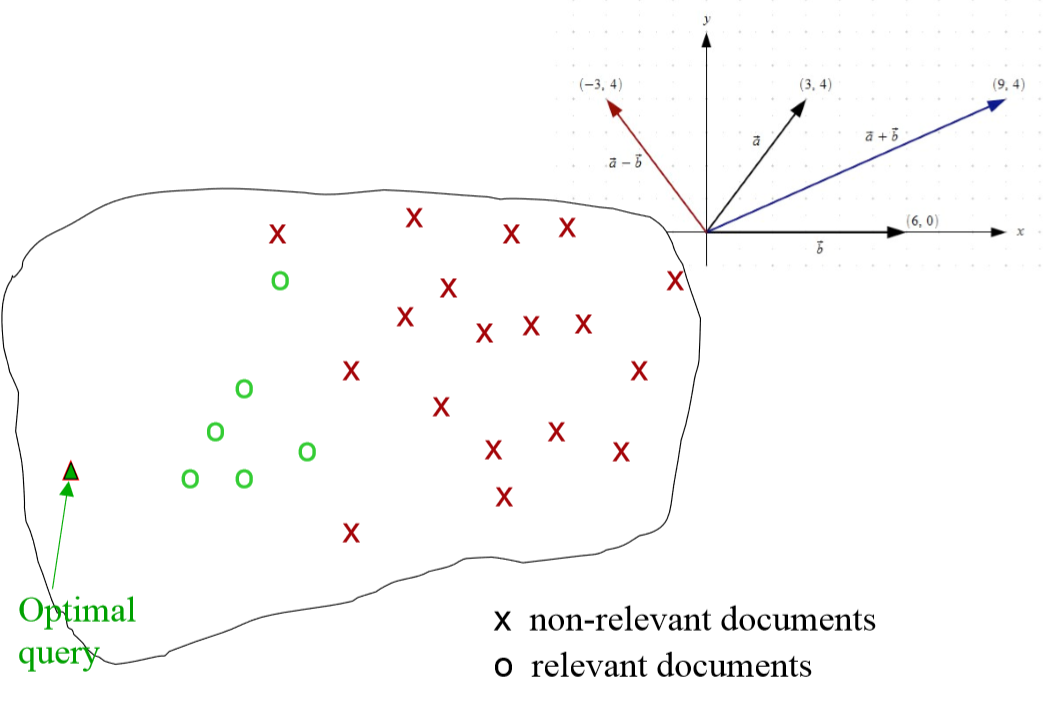 y
(−3, 4)
(3, 4)
(9, 4)
a⃗
a⃗ + b⃗
a⃗ − b⃗
(6, 0)
x
b⃗
X
X
X
X
O
X
X
X
X
X
X
X
X
O
X
O
X
O
X
X
O
O
X
X
Optimal
query
x non-relevant documents
o relevant documents